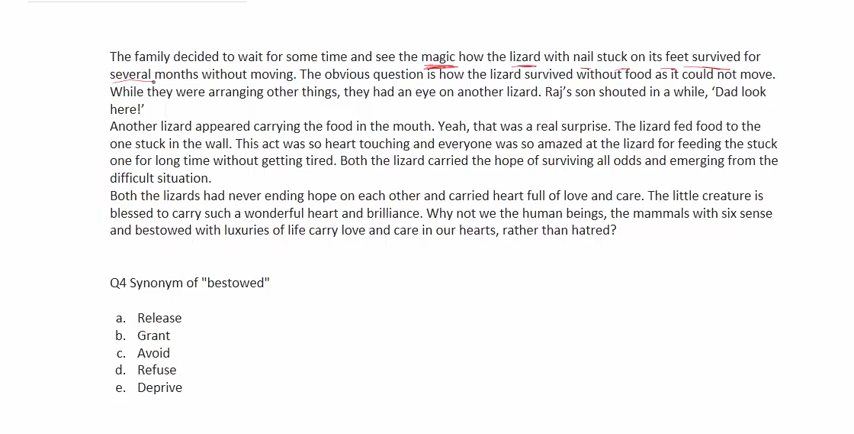 The family decided to wait for some time and see the magic how the lizard with nail stuck on its feet survived for
several months without moving. The obvious question is how the lizard survived without food as it could not move.
While they were arranging other things, they had an eye on another lizard. Raj's son shouted in a while, 'Dad look
here!'
Another lizard appeared carrying the food in the mouth. Yeah, that was a real surprise. The lizard fed food to the
one stuck in the wall. This act was so heart touching and everyone was so amazed at the lizard for feeding the stuck
one for long time without getting tired. Both the lizard carried the hope of surviving all odds and emerging from the
difficult situation.
Both the lizards had never ending hope on each other and carried heart full of love and care. The little creature is
blessed to carry such a wonderful heart and brilliance. Why not we the human beings, the mammals with six sense
and bestowed with luxuries of life carry love and care in our hearts, rather than hatred?
Q4 Synonym of "bestowed"
a. Release
b. Grant
c. Avoid
d. Refuse
e. Deprive